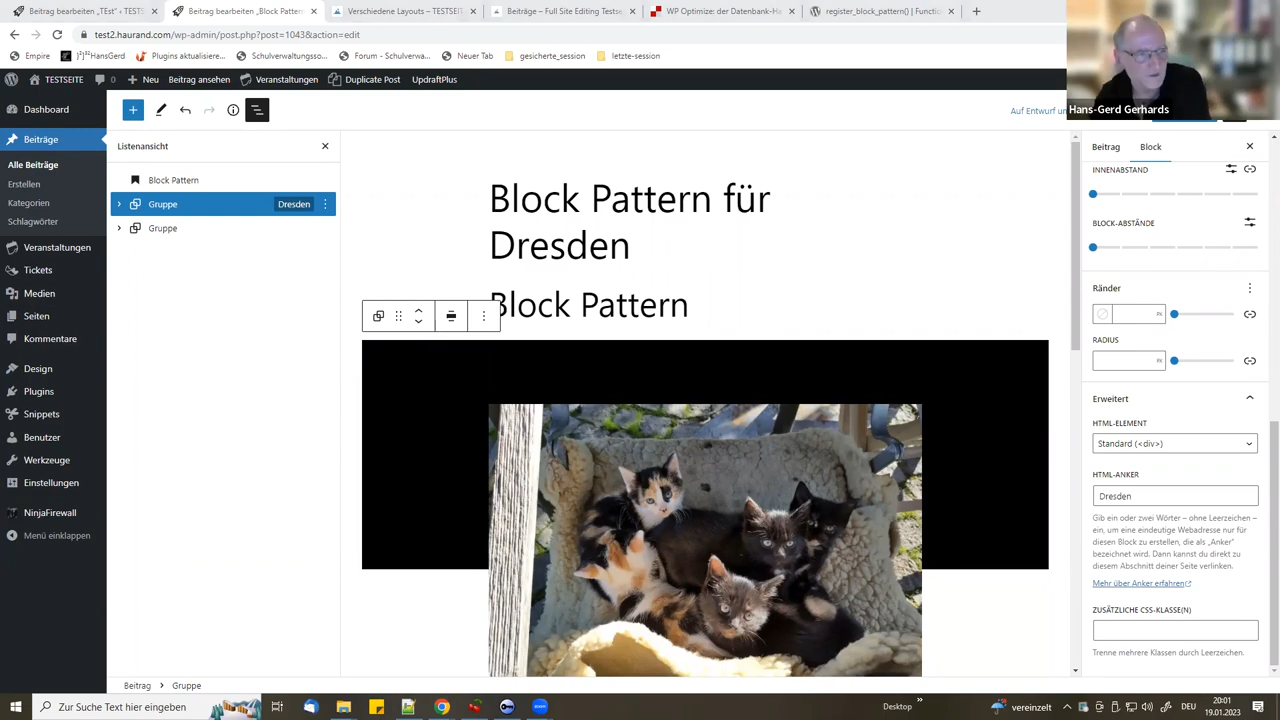 Beitrag bearbeiten „TEst" ‹ TESTS
Beitrag bearbeiten „Block Pattern
Verschiedene Layouts – TESTSEIT
Beiträge – Full Site Editing Testse
WP Optimize: der Datenbank-Ha
register_block_pattern() | Functio
test2.haurand.com/wp-admin/post.php?post=1043&action=edit
Empire
)'[²¹HansGerd
Plugins aktualisiere...
Schulverwaltungsso...
Forum - Schulverwa...
Neuer Tab
gesicherte_session
letzte-session
TESTSEITE
0
Neu
Beitrag ansehen
Duplicate Post
UpdraftPlus
Hans-Gerd Gerhards
Dashboard
Beiträge
Alle Beiträge
Erstellen
Kategorien
Schlagwörter
Veranstaltungen
Tickets
Medien
Seiten
Kommentare
Design
Plugins
Snippets
Benutzer
Werkzeuge
Einstellungen
NinjaFirewall
Menü einklappen
Auf Entwurf um
Listenansicht
Block Pattern
Gruppe
Dresden
Gruppe
Block Pattern für
Dresden
Block Pattern
Beitrag
Block
INNENABSTAND
BLOCK-ABSTÄNDE
Ränder
PX
RADIUS
PX
Erweitert
HTML-ELEMENT
Standard (<div>)
HTML-ANKER
Dresden
Gib ein oder zwei Wörter – ohne Leerzeichen –
ein, um eine eindeutige Webadresse nur für
diesen Block zu erstellen, die als „Anker"
bezeichnet wird. Dann kannst du direkt zu
diesem Abschnitt deiner Seite verlinken.
Mehr über Anker erfahren
ZUSÄTZLICHE CSS-KLASSE(N)
Trenne mehrere Klassen durch Leerzeichen.
Beitrag
Gruppe
Zur Suche Text hier eingeben
zoom
Desktop
»
vereinzelt Re
20:01
19.01.2023